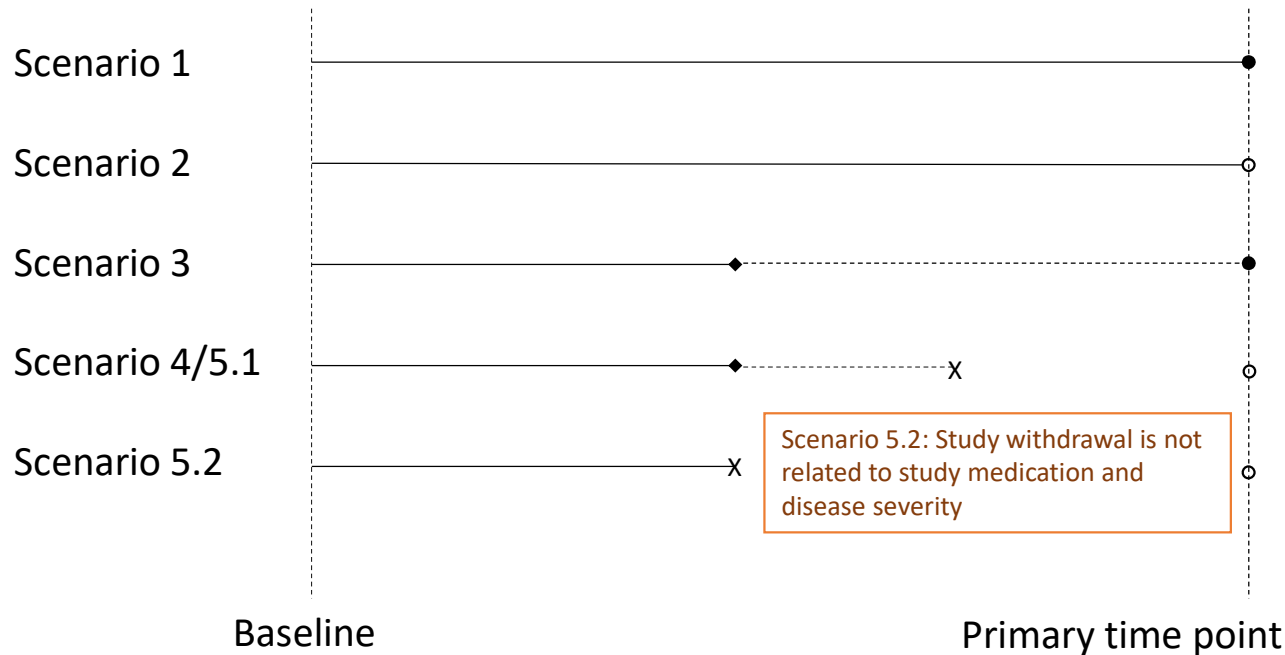 Scenario 1
Scenario 2
Scenario 3
Scenario 4/5.1
X
Scenario 5.2
X
Scenario 5.2: Study withdrawal is not
related to study medication and
disease severity
Baseline
Primary time point